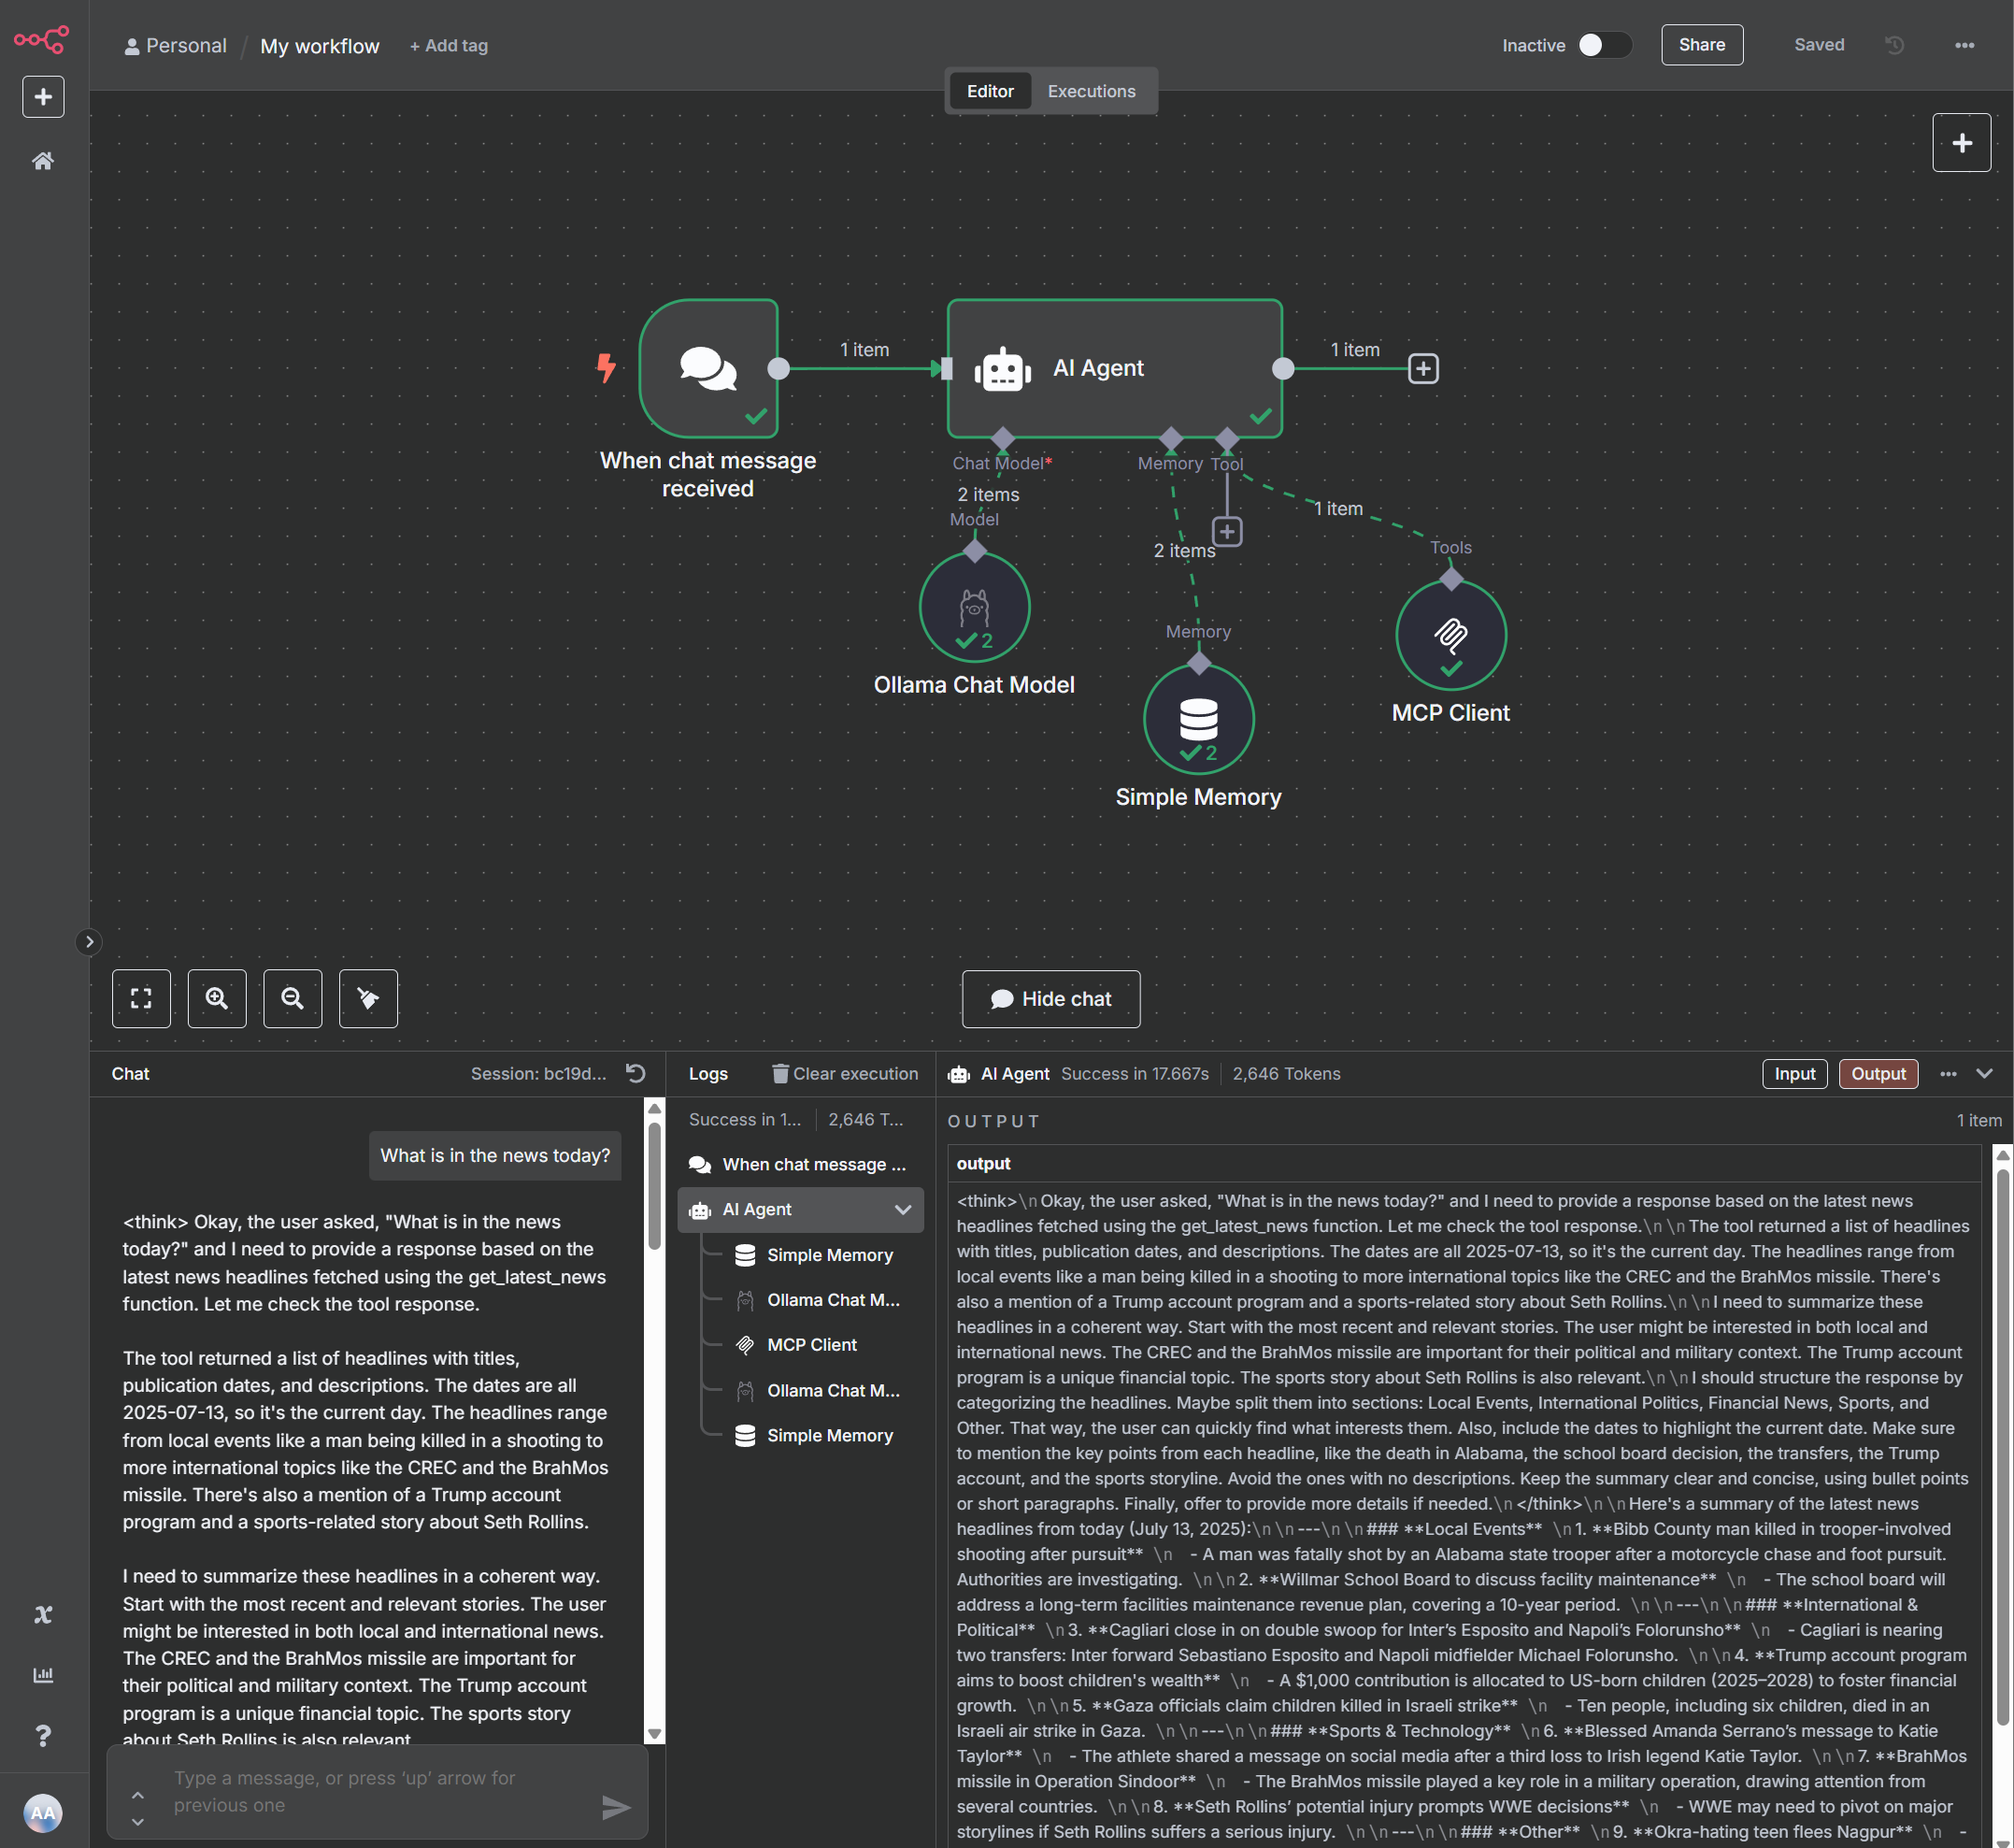 Personal / My workflow + Add tag
Inactive Share Saved
Editor Executions
1 item
AI Agent
1 item
When chat message
received
Chat Model*
Memory
Tool
2 items
Model
1 item
2 items
Tools
Memory
Ollama Chat Model
MCP Client
2
2
Simple Memory
Hide chat
Chat
Session: bc19d...
What is in the news today?
<think> Okay, the user asked, "What is in the news
today?" and I need to provide a response based on the
latest news headlines fetched using the get_latest_news
function. Let me check the tool response.
The tool returned a list of headlines with titles,
publication dates, and descriptions. The dates are all
2025-07-13, so it's the current day. The headlines range
from local events like a man being killed in a shooting to
more international topics like the CREC and the BrahMos
missile. There's also a mention of a Trump account
program and a sports-related story about Seth Rollins.
I need to summarize these headlines in a coherent way.
Start with the most recent and relevant stories. The user
might be interested in both local and international news.
The CREC and the BrahMos missile are important for
their political and military context. The Trump account
program is a unique financial topic. The sports story
about Seth Rollins is also relevant.
Type a message, or press ‘up’ arrow for
previous one
AA
Logs
Clear execution
Success in 1...
2,646 T...
When chat message ...
AI Agent
Simple Memory
Ollama Chat M...
MCP Client
Ollama Chat M...
Simple Memory
AI Agent Success in 17.667s 2,646 Tokens
Input Output
OUTPUT
1 item
output
<think>\nOkay, the user asked, "What is in the news today?" and I need to provide a response based on the latest news
headlines fetched using the get_latest_news function. Let me check the tool response.\n\nThe tool returned a list of headlines
with titles, publication dates, and descriptions. The dates are all 2025-07-13, so it's the current day. The headlines range from
local events like a man being killed in a shooting to more international topics like the CREC and the BrahMos missile. There's
also a mention of a Trump account program and a sports-related story about Seth Rollins.\n\nI need to summarize these
headlines in a coherent way. Start with the most recent and relevant stories. The user might be interested in both local and
international news. The CREC and the BrahMos missile are important for their political and military context. The Trump account
program is a unique financial topic. The sports story about Seth Rollins is also relevant.\n\nI should structure the response by
categorizing the headlines. Maybe split them into sections: Local Events, International Politics, Financial News, Sports, and
Other. That way, the user can quickly find what interests them. Also, include the dates to highlight the current date. Make sure
to mention the key points from each headline, like the death in Alabama, the school board decision, the transfers, the Trump
account, and the sports storyline. Avoid the ones with no descriptions. Keep the summary clear and concise, using bullet points
or short paragraphs. Finally, offer to provide more details if needed.\n</think>\n\nHere's a summary of the latest news
headlines from today (July 13, 2025):\n\n---\n\n### **Local Events** \n1. **Bibb County man killed in trooper-involved
shooting after pursuit** \n - A man was fatally shot by an Alabama state trooper after a motorcycle chase and foot pursuit.
Authorities are investigating. \n\n2. **Willmar School Board to discuss facility maintenance** \n - The school board will
address a long-term facilities maintenance revenue plan, covering a 10-year period. \n\n---\n\n### **International &
Political** \n3. **Cagliari close in on double swoop for Inter’s Esposito and Napoli’s Folorunsho** \n - Cagliari is nearing
two transfers: Inter forward Sebastiano Esposito and Napoli midfielder Michael Folorunsho. \n\n4. **Trump account program
aims to boost children's wealth** \n - A $1,000 contribution is allocated to US-born children (2025–2028) to foster financial
growth. \n\n5. **Gaza officials claim children killed in Israeli strike** \n - Ten people, including six children, died in an
Israeli air strike in Gaza. \n\n---\n\n### **Sports & Technology** \n6. **Blessed Amanda Serrano’s message to Katie
Taylor** \n - The athlete shared a message on social media after a third loss to Irish legend Katie Taylor. \n\n7. **BrahMos
missile in Operation Sindoor** \n - The BrahMos missile played a key role in a military operation, drawing attention from
several countries. \n\n8. **Seth Rollins’ potential injury prompts WWE decisions** \n - WWE may need to pivot on major
storylines if Seth Rollins suffers a serious injury. \n\n---\n\n### **Other** \n9. **Okra-hating teen flees Nagpur** \n -